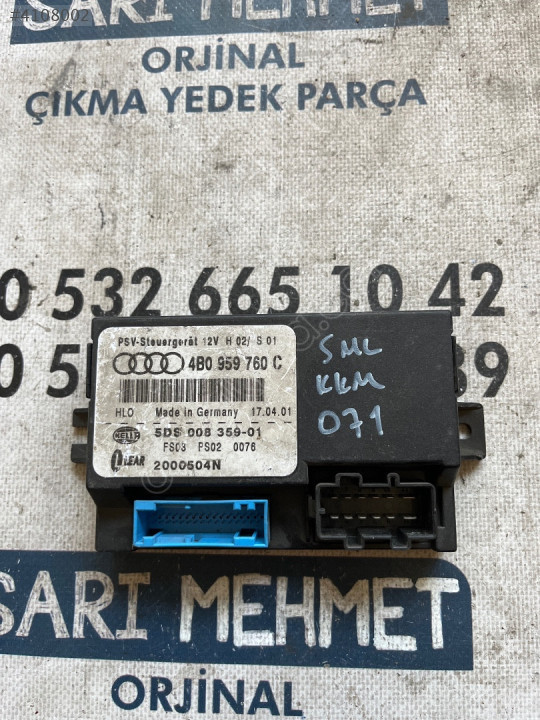 #4108002
SARI MEHMET
ORJİNAL
ÇIKMA YEDEK PARÇA
0 532 665 10 42
0 5
89
PSV-Steuergerät 12V H 02/ S 01
4B0 959 760 C
HLO Made in Germany 17.04.01
HELLA 5DS 008 359-01
FS03 PS02 0076
LEAR 2000504N
SML
KKM
071
SARI MEHMET
ORJİNAL